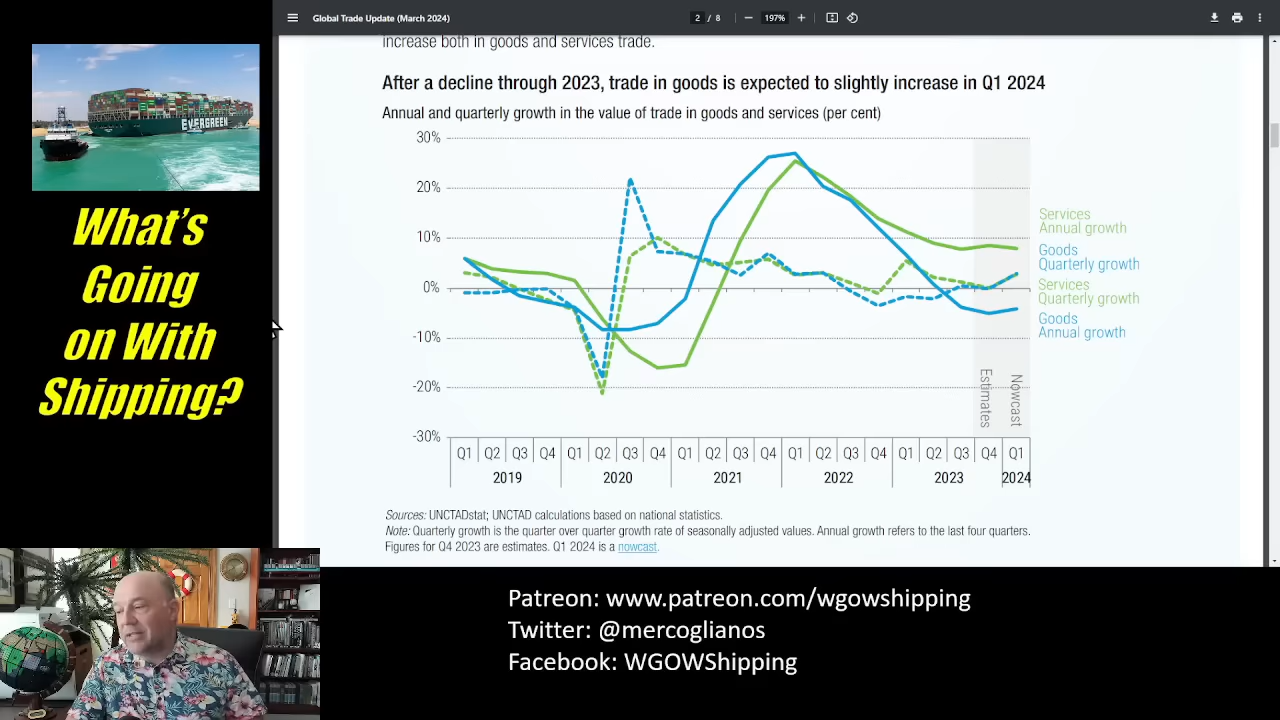 Global Trade Update (March 2024)
2 / 8
197%
increase both in goods and services trade.
EVERGREEN
What's
Going
on With
Shipping?
After a decline through 2023, trade in goods is expected to slightly increase in Q1 2024
Annual and quarterly growth in the value of trade in goods and services (per cent)
30%
20%
10%
0%
-10%
-20%
-30%
Services
Annual growth
Goods
Quarterly growth
Services
Quarterly growth
Goods
Annual growth
Estimates
Nowcast
Q1 Q2 Q3 Q4 Q1 Q2 Q3 Q4 Q1 Q2 Q3 Q4 Q1 Q2 Q3 Q4 Q1 Q2 Q3 Q4 Q1
2019 2020 2021 2022 2023 2024
Sources: UNCTADstat; UNCTAD calculations based on national statistics.
Note: Quarterly growth is the quarter over quarter growth rate of seasonally adjusted values. Annual growth refers to the last four quarters.
Figures for Q4 2023 are estimates. Q1 2024 is a nowcast.
Patreon: www.patreon.com/wgowshipping
Twitter: @mercoglianos
Facebook: WGOWShipping